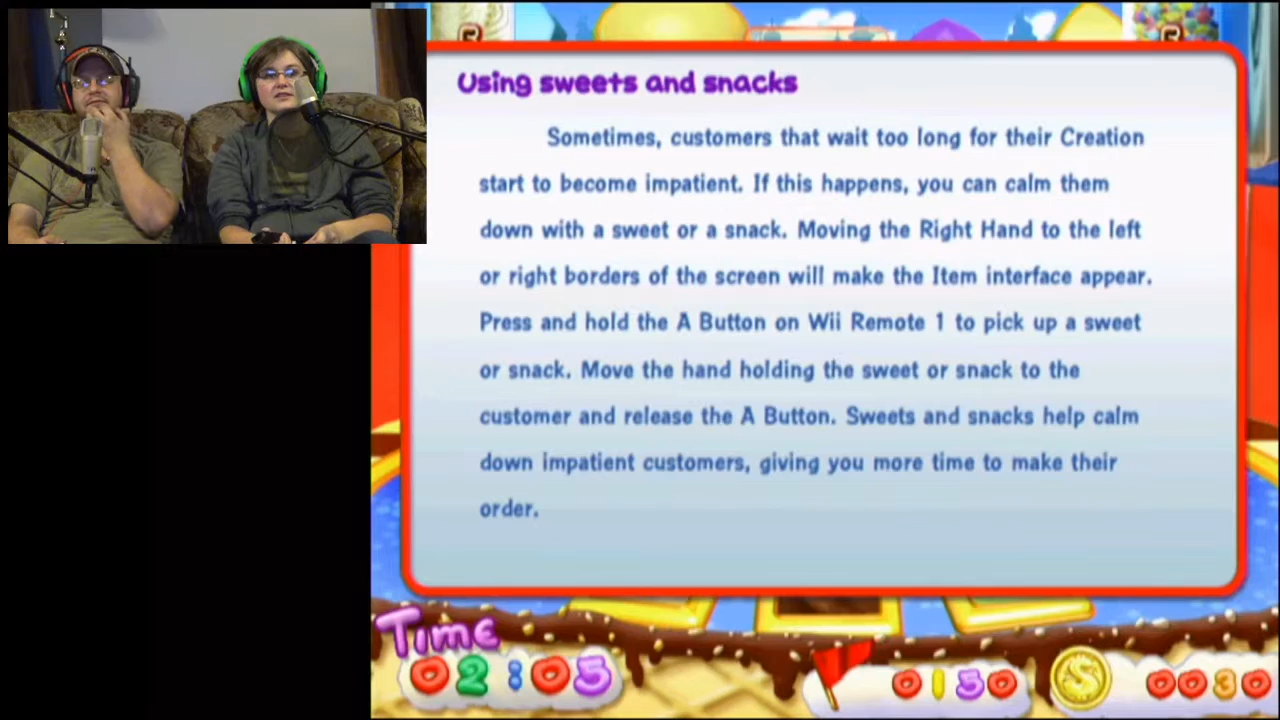 Using sweets and snacks
Sometimes, customers that wait too long for their Creation
start to become impatient. If this happens, you can calm them
down with a sweet or a snack. Moving the Right Hand to the left
or right borders of the screen will make the Item interface appear.
Press and hold the A Button on Wii Remote 1 to pick up a sweet
or snack. Move the hand holding the sweet or snack to the
customer and release the A Button. Sweets and snacks help calm
down impatient customers, giving you more time to make their
order.
Time
02:05
0150
0030